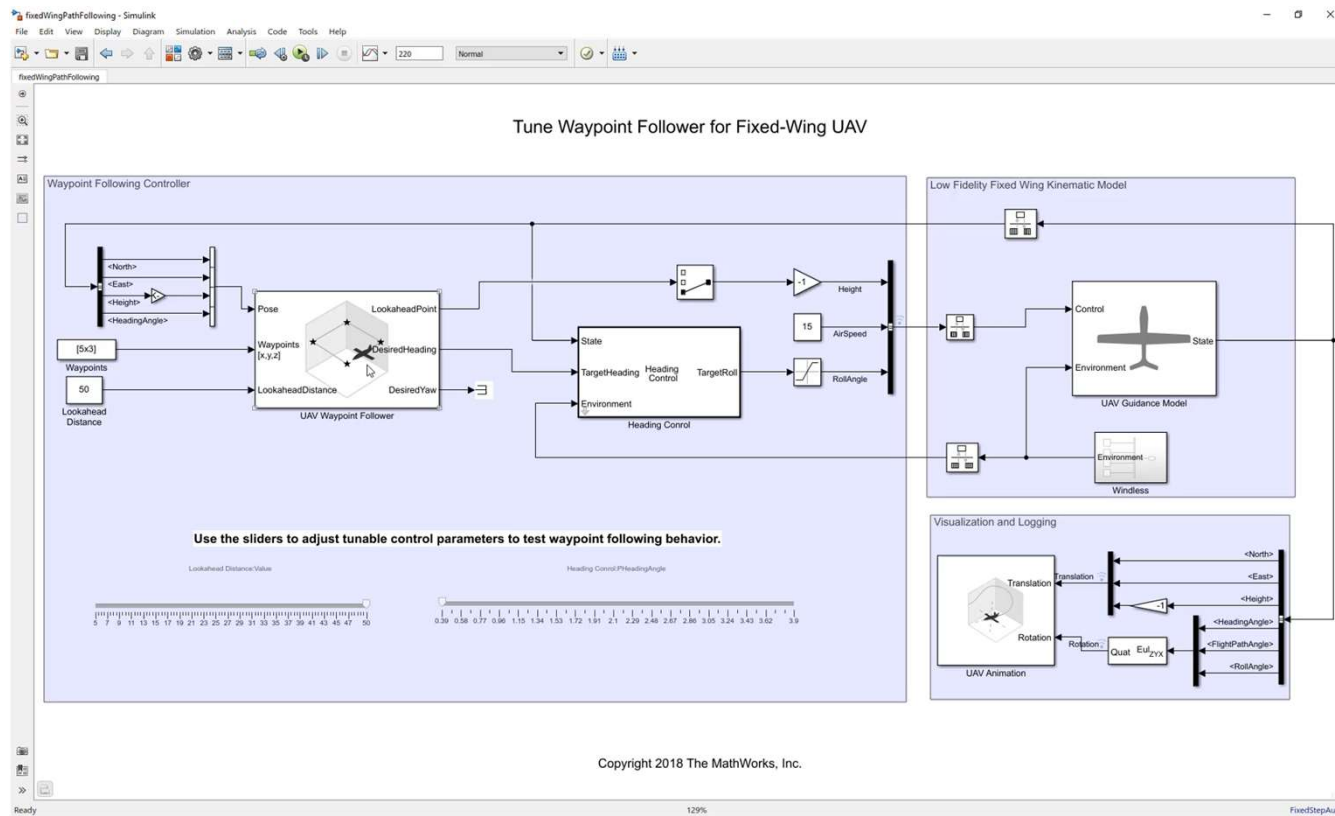 fixedWingPathFollowing - Simulink
File Edit View Display Diagram Simulation Analysis Code Tools Help
220 Normal
fixedWingPathFollowing
Tune Waypoint Follower for Fixed-Wing UAV
Waypoint Following Controller
<North>
<East>
<Height>
<HeadingAngle>
[5x3]
Waypoints
50
Lookahead
Distance
Pose
Waypoints
[x,y,z]
LookaheadDistance
LookaheadPoint
DesiredHeading
DesiredYaw
UAV Waypoint Follower
State
TargetHeading
Environment
Heading
Control
TargetRoll
Heading Conrol
-1
Height
15
AirSpeed
RollAngle
Low Fidelity Fixed Wing Kinematic Model
Control
Environment
State
UAV Guidance Model
Environment
Windless
Use the sliders to adjust tunable control parameters to test waypoint following behavior.
Lookahead Distance:Value
5 7 9 11 13 15 17 19 21 23 25 27 29 31 33 35 37 39 41 43 45 47 50
Heading Conrol:PHeadingAngle
0.39 0.58 0.77 0.96 1.15 1.34 1.53 1.72 1.91 2.1 2.29 2.48 2.67 2.86 3.05 3.24 3.43 3.62 3.9
Visualization and Logging
Translation
Rotation
UAV Animation
Translation
Rotation
-1
Quat Eul ZYX
<North>
<East>
<Height>
<HeadingAngle>
<FlightPathAngle>
<RollAngle>
Copyright 2018 The MathWorks, Inc.
Ready 129% FixedStepAu